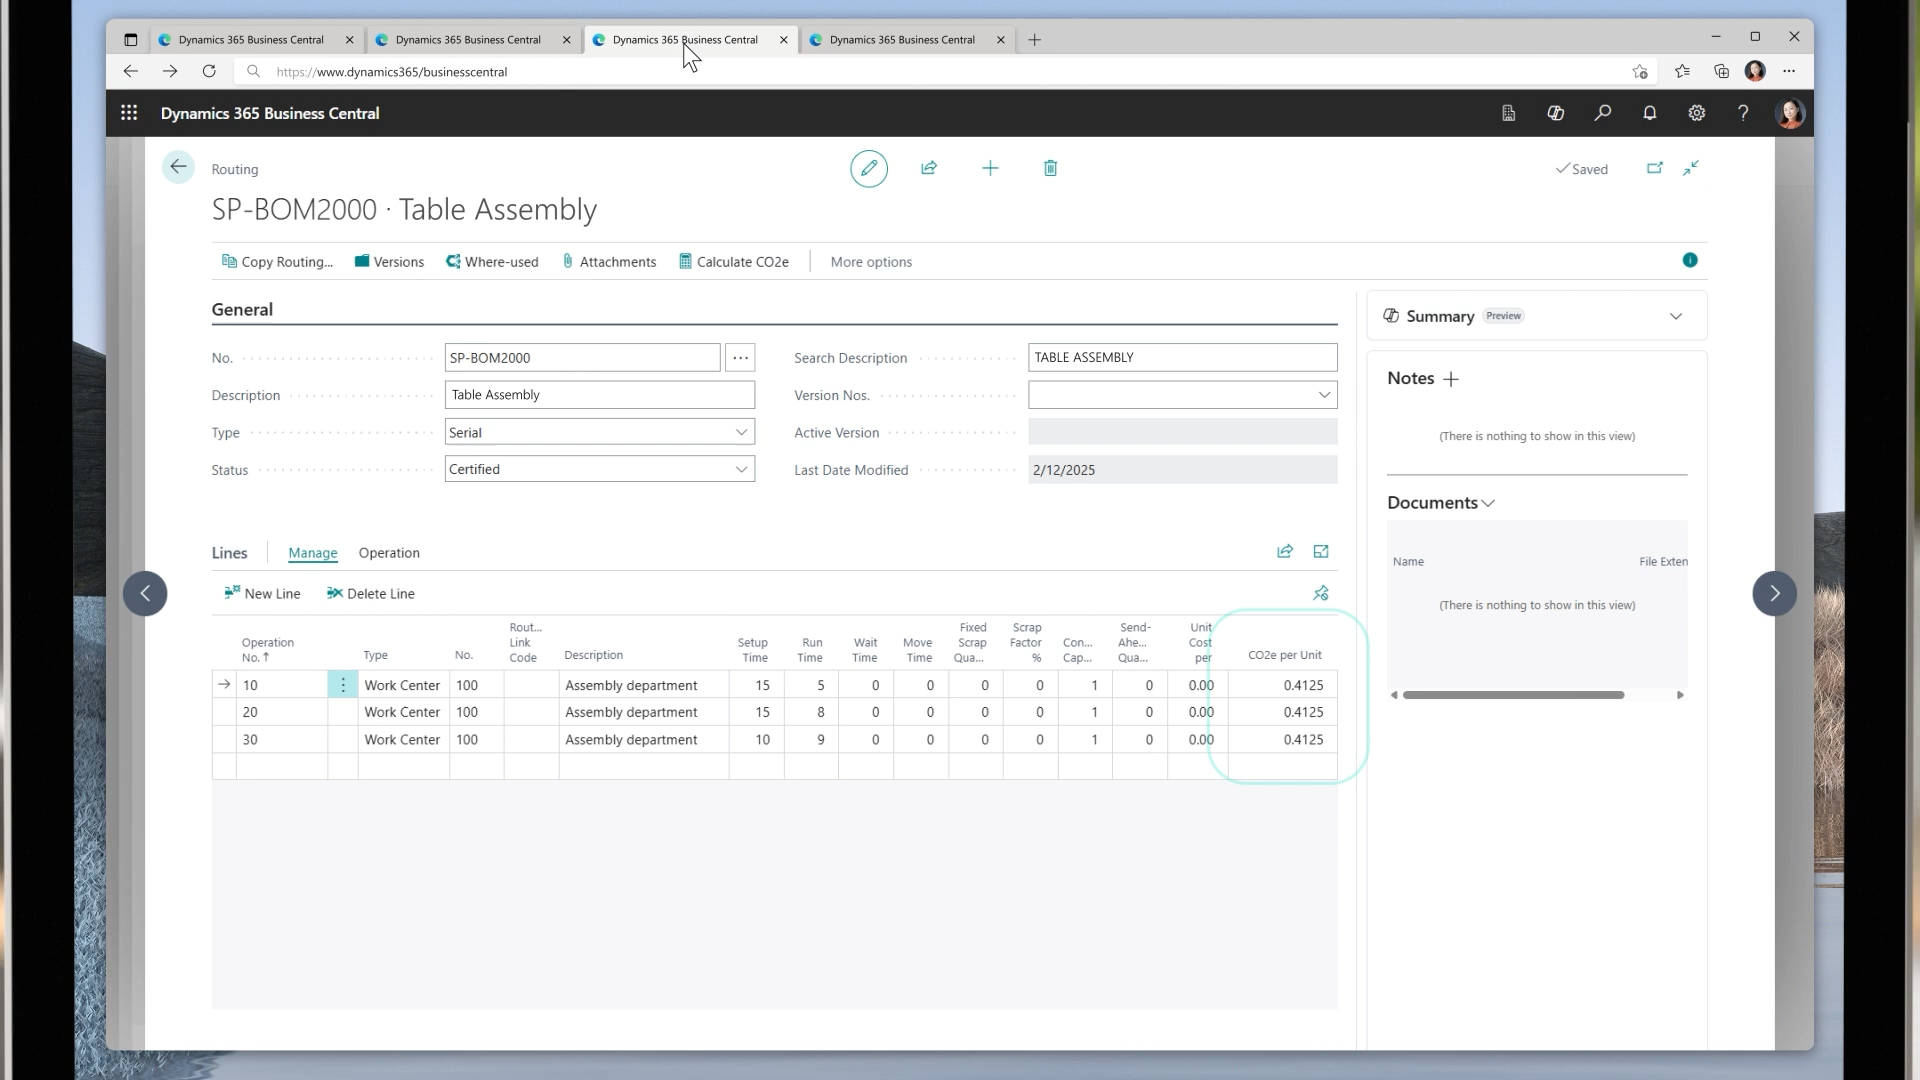 Dynamics 365 Business Central
Dynamics 365 Business Central
Dynamics 365 Business Central
Dynamics 365 Business Central
https://www.dynamics365/businesscentral
Dynamics 365 Business Central
Routing
Saved
SP-BOM2000 · Table Assembly
Copy Routing...
Versions
Where-used
Attachments
Calculate CO2e
More options
General
No.
SP-BOM2000
Search Description
TABLE ASSEMBLY
Description
Table Assembly
Version Nos.
Type
Serial
Active Version
Status
Certified
Last Date Modified
2/12/2025
Summary Preview
Notes
(There is nothing to show in this view)
Documents
Name File Exten
(There is nothing to show in this view)
Lines Manage Operation
New Line Delete Line
Operation No. ↑ Type No. Rout... Link Code Description Setup Time Run Time Wait Time Move Time Fixed Scrap Qua... Scrap Factor % Con... Cap... Send-Ahe... Qua... Unit Cost per CO2e per Unit
10 Work Center 100 Assembly department 15 5 0 0 0 0 1 0 0.00 0.4125
20 Work Center 100 Assembly department 15 8 0 0 0 0 1 0 0.00 0.4125
30 Work Center 100 Assembly department 10 9 0 0 0 0 1 0 0.00 0.4125